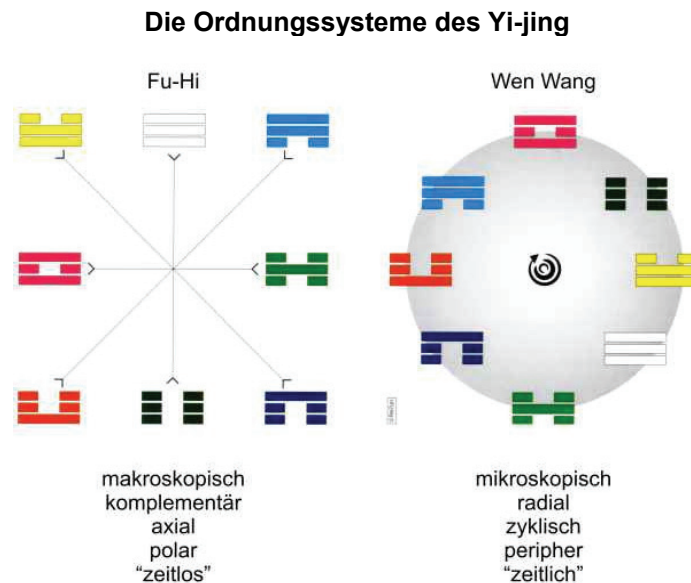 Die Ordnungssysteme des Yi-jing
Fu-Hi
Wen Wang
makroskopisch
komplementär
axial
polar
"zeitlos"
mikroskopisch
radial
zyklisch
peripher
"zeitlich"